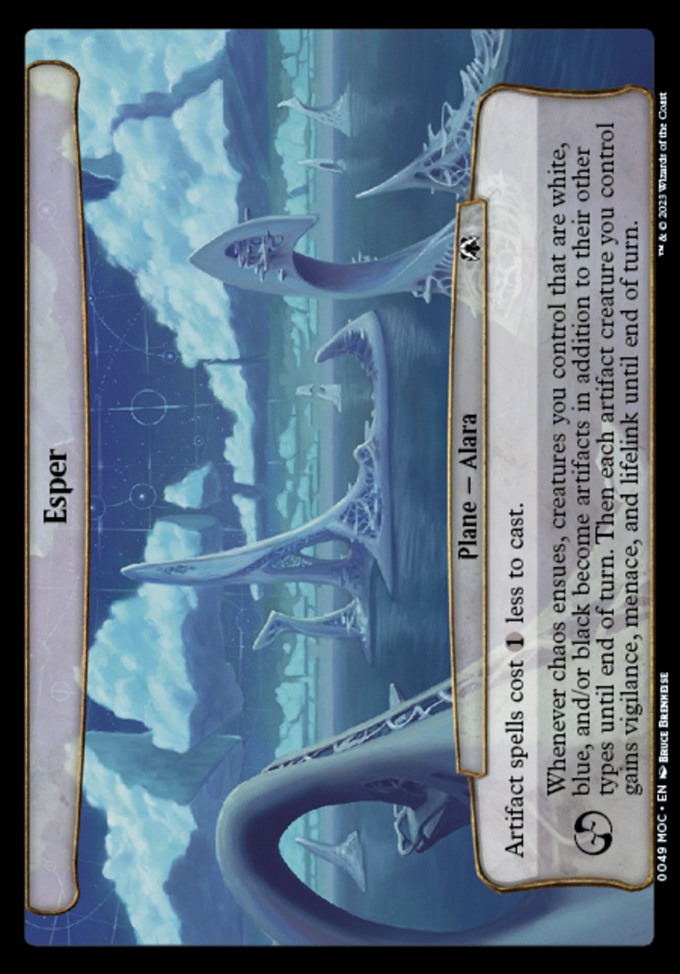 Esper
Plane — Alara
Artifact spells cost 1 less to cast.
Whenever chaos ensues, creatures you control that are white,
blue, and/or black become artifacts in addition to their other
types until end of turn. Then each artifact creature you control
gains vigilance, menace, and lifelink until end of turn.
0049 MOC • EN BRUCE BRENNEISE
™ & © 2023 Wizards of the Coast